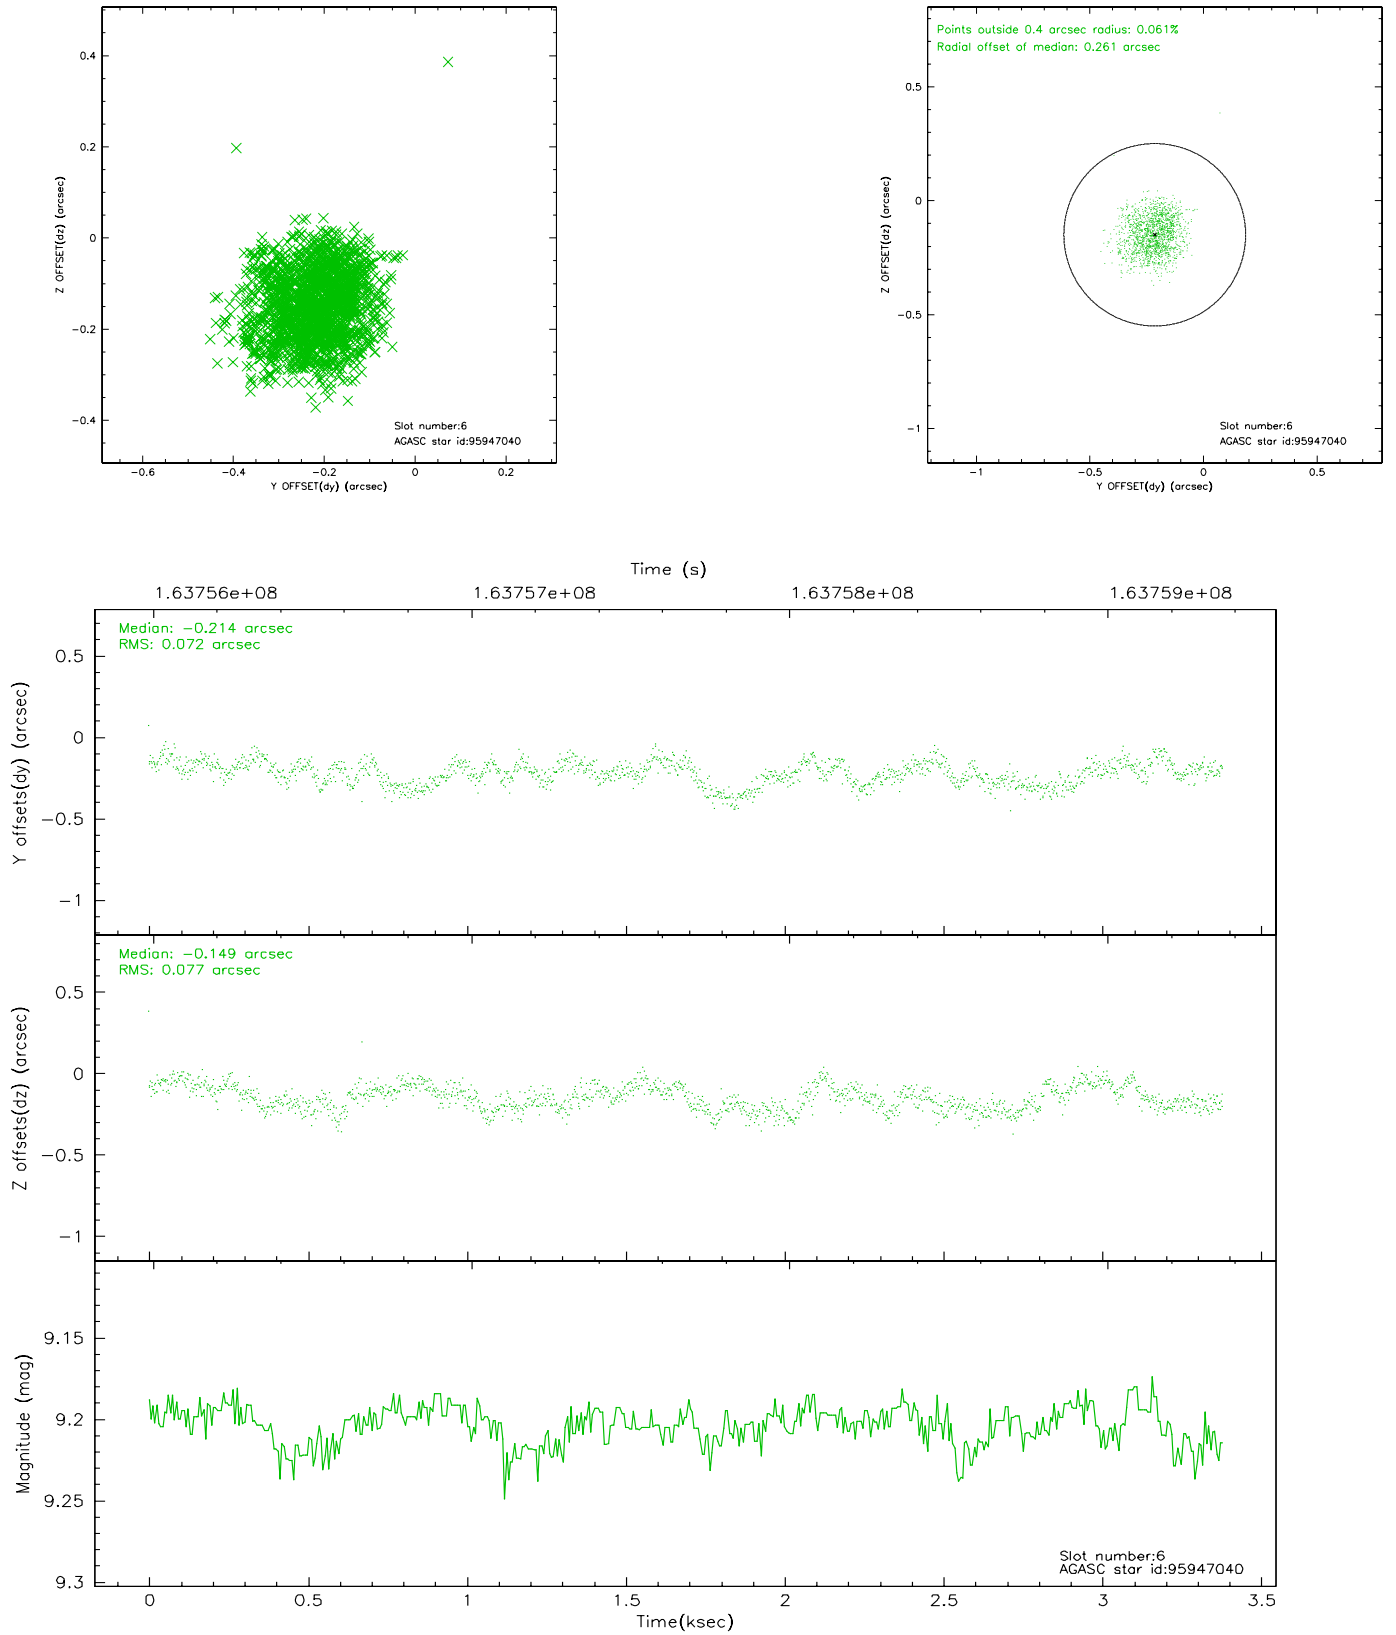 0.4
0.2
0
−0.2
−0.4
Z OFFSET(dz) (arcsec)
Slot number:6
AGASC star id:95947040
−0.6 −0.4 −0.2 0 0.2
Y OFFSET(dy) (arcsec)
Points outside 0.4 arcsec radius: 0.061%
Radial offset of median: 0.261 arcsec
0.5
0
−0.5
−1
Z OFFSET(dz) (arcsec)
Slot number:6
AGASC star id:95947040
−1 −0.5 0 0.5
Y OFFSET(dy) (arcsec)
Time (s)
1.63756e+08 1.63757e+08 1.63758e+08 1.63759e+08
Median: −0.214 arcsec
RMS: 0.072 arcsec
0.5
0
−0.5
−1
Y offsets(dy) (arcsec)
Median: −0.149 arcsec
RMS: 0.077 arcsec
0.5
0
−0.5
−1
Z offsets(dz) (arcsec)
9.15
9.2
9.25
9.3
Magnitude (mag)
Slot number:6
AGASC star id:95947040
0 0.5 1 1.5 2 2.5 3 3.5
Time(ksec)